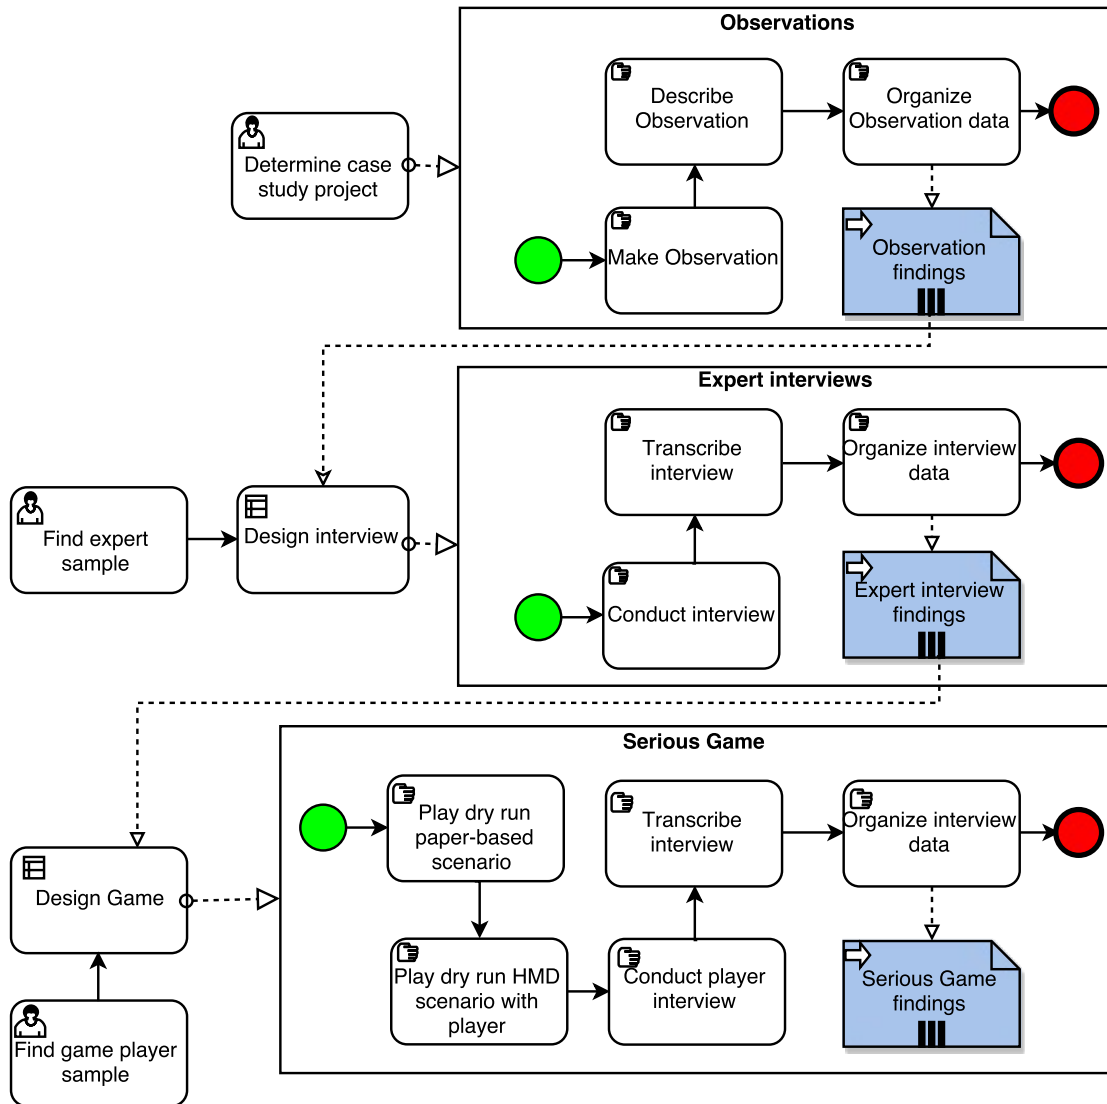 Observations
Describe
Observation
Organize
Observation data
Determine case
study project
Make Observation
Observation
findings
Expert interviews
Transcribe
interview
Organize interview
data
Find expert
sample
Design interview
Conduct interview
Expert interview
findings
Serious Game
Play dry run
paper-based
scenario
Transcribe
interview
Organize interview
data
Design Game
Play dry run HMD
scenario with
player
Conduct player
interview
Serious Game
findings
Find game player
sample